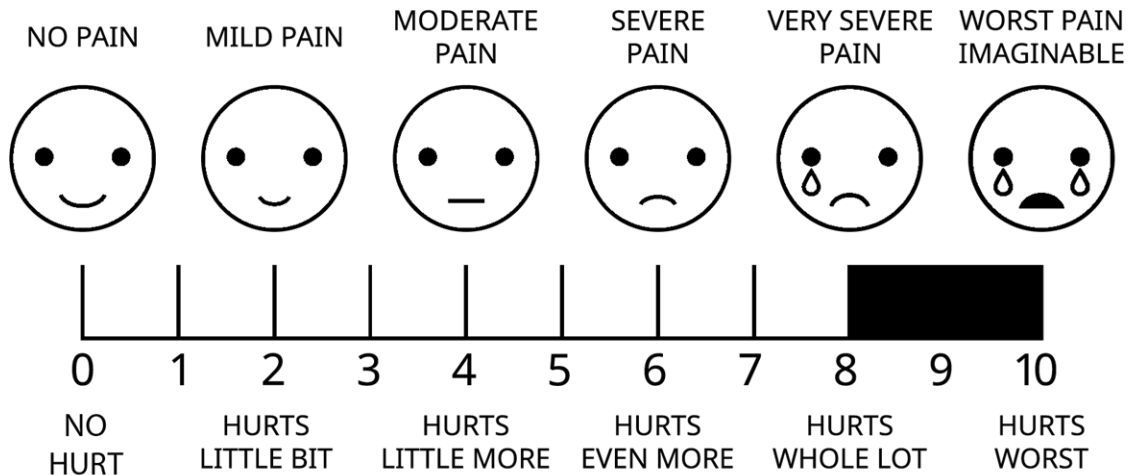 NO PAIN
MILD PAIN
MODERATE
PAIN
SEVERE
PAIN
VERY SEVERE
PAIN
WORST PAIN
IMAGINABLE
0 1 2 3 4 5 6 7 8 9 10
NO
HURT
HURTS
LITTLE BIT
HURTS
LITTLE MORE
HURTS
EVEN MORE
HURTS
WHOLE LOT
HURTS
WORST